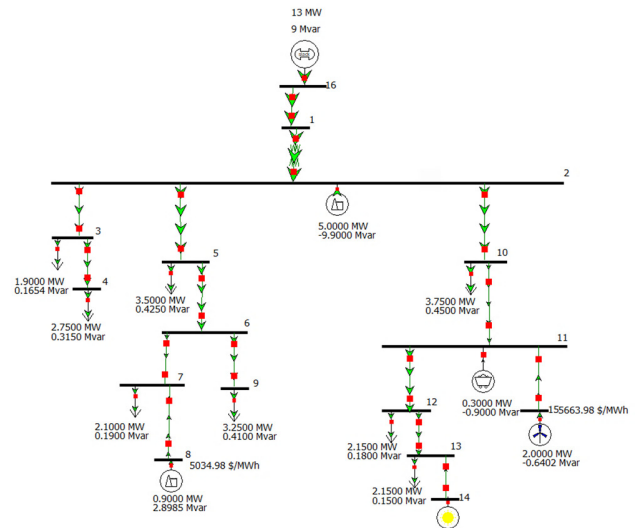 13 MW
9 Mvar
16
1
2
5.0000 MW
-9.9000 Mvar
3
5
10
1.9000 MW
0.1654 Mvar
4
3.5000 MW
0.4250 Mvar
3.7500 MW
0.4500 Mvar
2.7500 MW
0.3150 Mvar
6
11
7
9
12
0.3000 MW
-0.9000 Mvar
155663.98 $/MWh
2.1000 MW
0.1900 Mvar
3.2500 MW
0.4100 Mvar
2.0000 MW
-0.6402 Mvar
2.1500 MW
0.1800 Mvar
13
8
5034.98 $/MWh
0.9000 MW
2.8985 Mvar
2.1500 MW
0.1500 Mvar
14